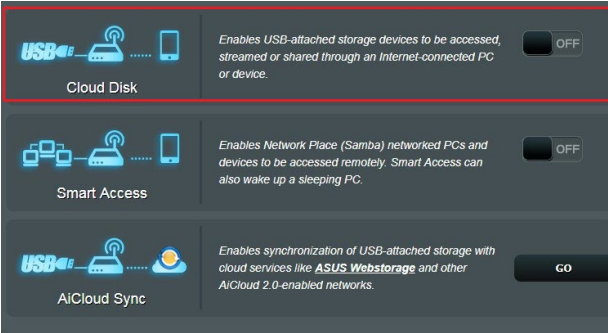 USB
Cloud Disk
Enables USB-attached storage devices to be accessed,
streamed or shared through an Internet-connected PC
or device.
OFF
Smart Access
Enables Network Place (Samba) networked PCs and
devices to be accessed remotely. Smart Access can
also wake up a sleeping PC.
OFF
USB
AiCloud Sync
Enables synchronization of USB-attached storage with
cloud services like ASUS Webstorage and other
AiCloud 2.0-enabled networks.
GO